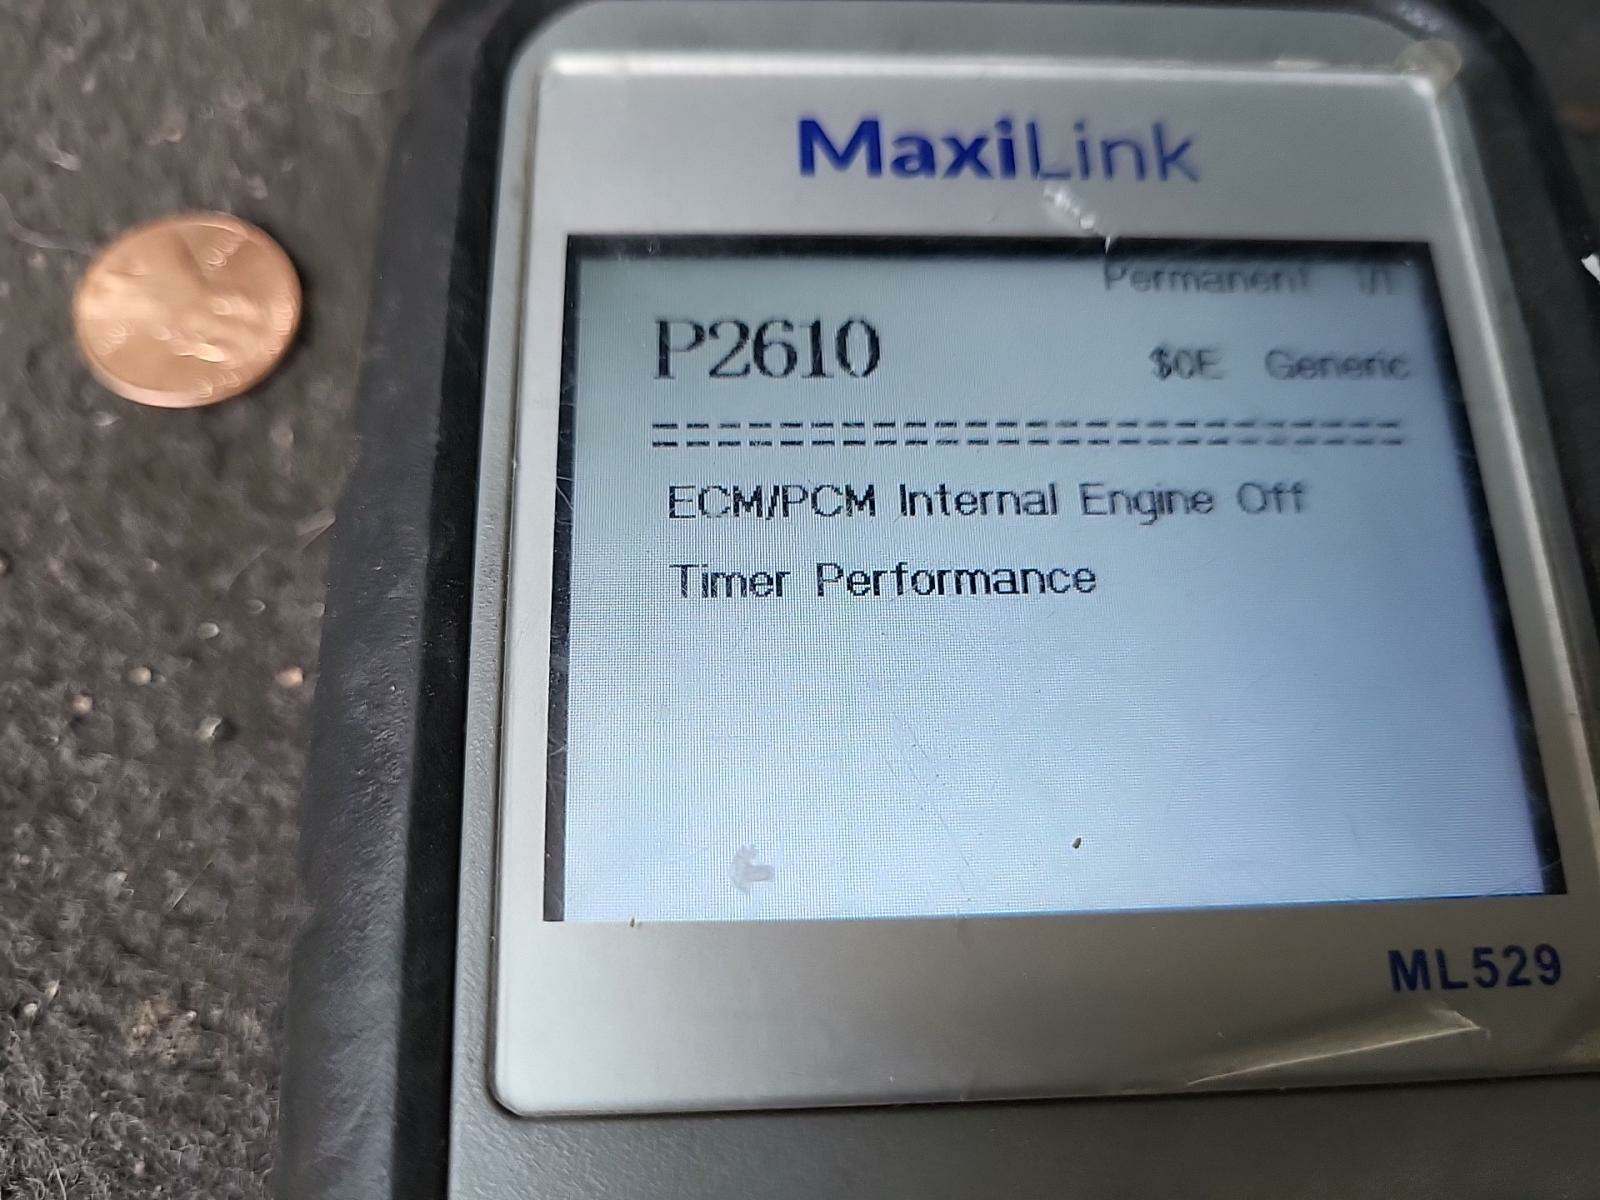 MaxiLink
Permanent 1/1
P2610
$0E Generic
========================
ECM/PCM Internal Engine Off
Timer Performance
ML529